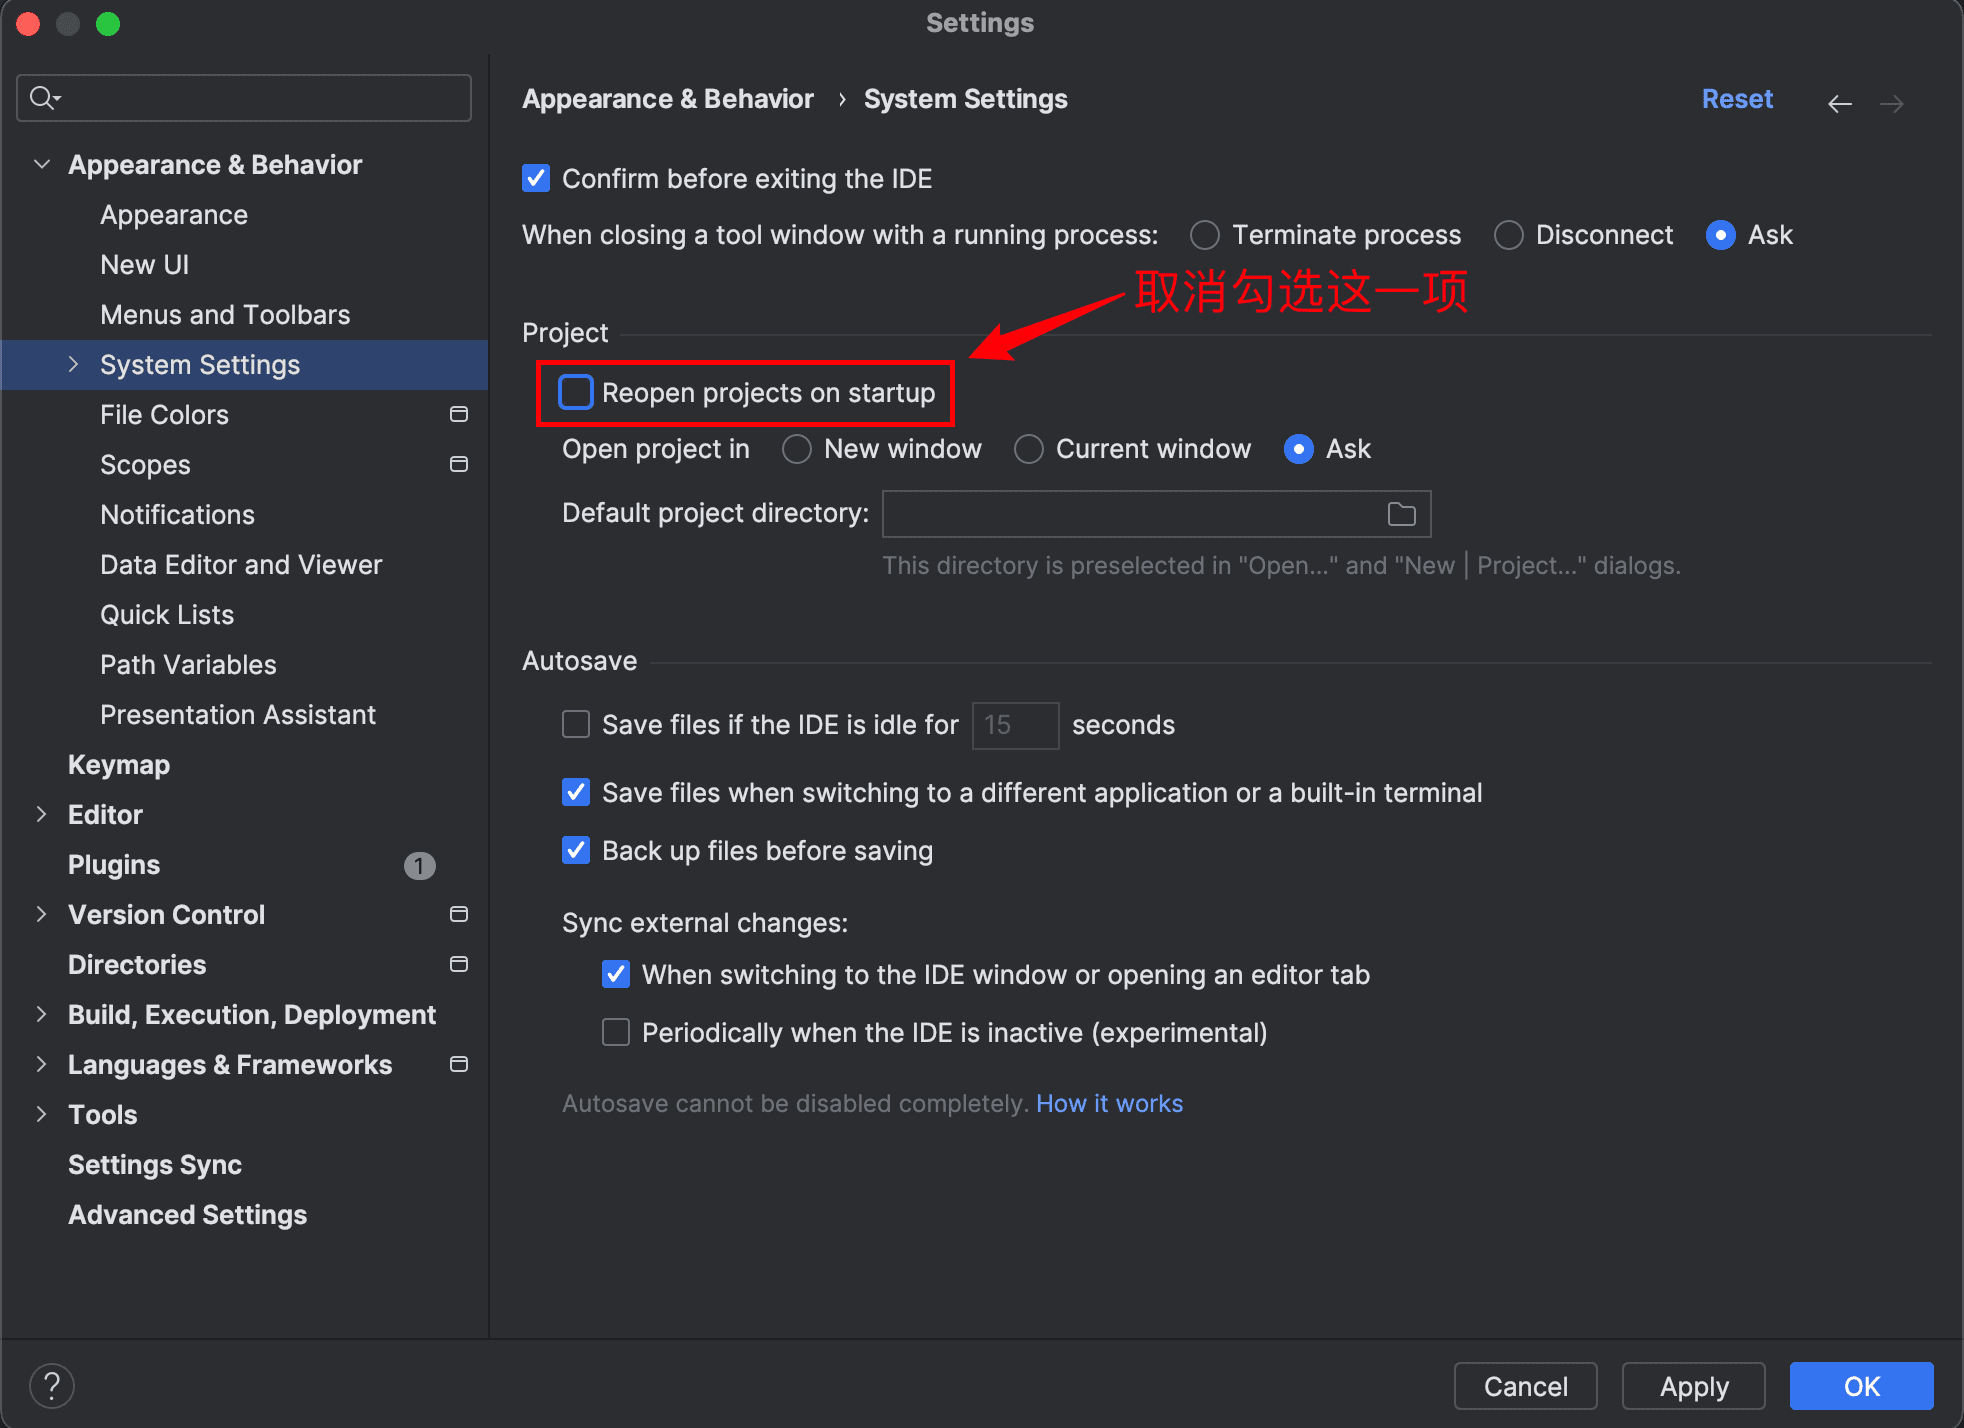 Settings
Appearance & Behavior
Appearance
New UI
Menus and Toolbars
System Settings
File Colors
Scopes
Notifications
Data Editor and Viewer
Quick Lists
Path Variables
Presentation Assistant
Keymap
Editor
Plugins 1
Version Control
Directories
Build, Execution, Deployment
Languages & Frameworks
Tools
Settings Sync
Advanced Settings
Appearance & Behavior › System Settings
Reset
Confirm before exiting the IDE
When closing a tool window with a running process: Terminate process Disconnect Ask
取消勾选这一项
Project
Reopen projects on startup
Open project in New window Current window Ask
Default project directory:
This directory is preselected in "Open..." and "New | Project..." dialogs.
Autosave
Save files if the IDE is idle for 15 seconds
Save files when switching to a different application or a built-in terminal
Back up files before saving
Sync external changes:
When switching to the IDE window or opening an editor tab
Periodically when the IDE is inactive (experimental)
Autosave cannot be disabled completely. How it works
? Cancel Apply OK